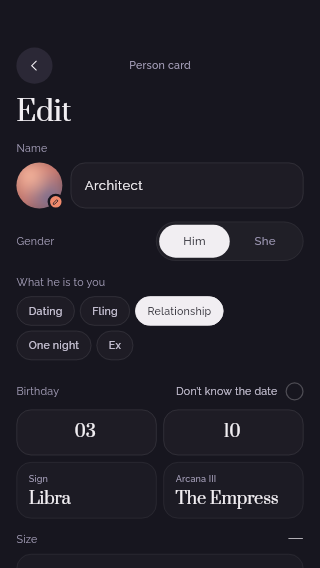 Person card
Edit
Name
Architect
Gender
Him
She
What he is to you
Dating
Fling
Relationship
One night
Ex
Birthday
Don't know the date
03
10
Sign
Libra
Arcana III
The Empress
Size
—